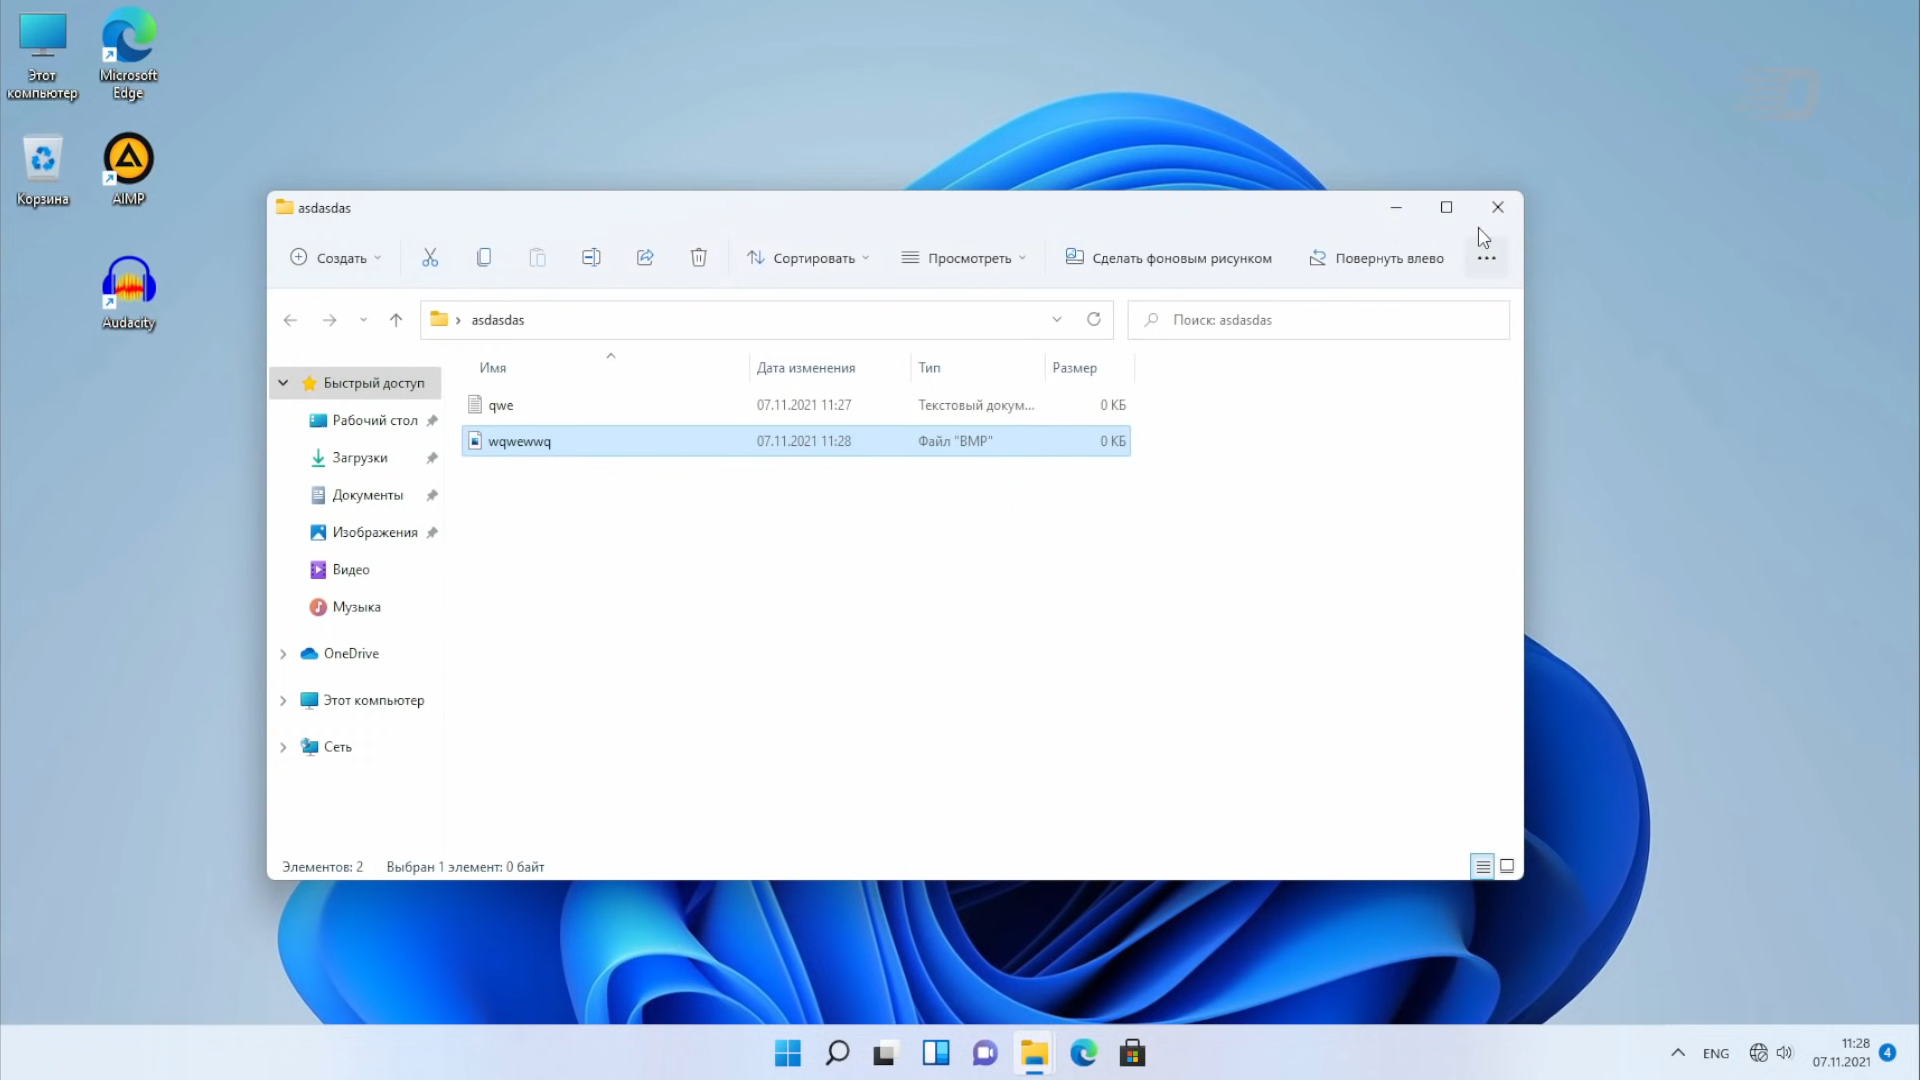 Этот компьютер
Microsoft Edge
Корзина
AIMP
Audacity
asdasdas
Создать
Сортировать
Просмотреть
Сделать фоновым рисунком
Повернуть влево
asdasdas
Поиск: asdasdas
Имя
Дата изменения
Тип
Размер
qwe 07.11.2021 11:27 Текстовый докум... 0 КБ
wqwewwq 07.11.2021 11:28 Файл "BMP" 0 КБ
Быстрый доступ
Рабочий стол
Загрузки
Документы
Изображения
Видео
Музыка
OneDrive
Этот компьютер
Сеть
Элементов: 2 Выбран 1 элемент: 0 байт
ENG
11:28
07.11.2021
4